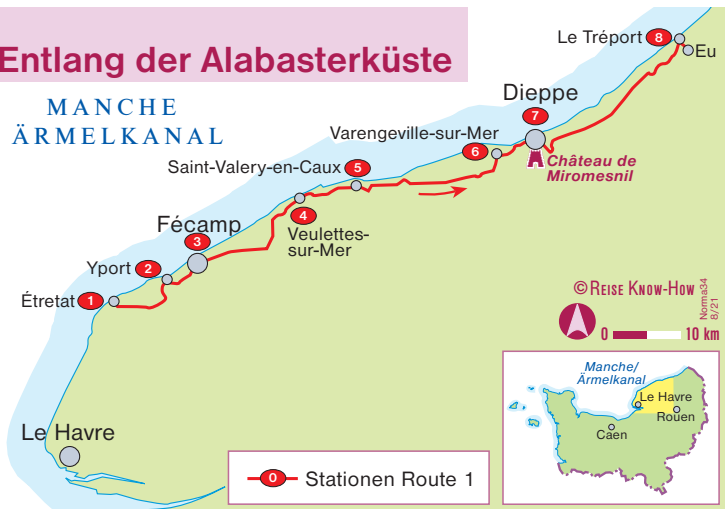 Entlang der Alabasterküste
MANCHE
ÄRMELKANAL
Le Tréport 8
Eu
Dieppe
7
Varengeville-sur-Mer
6
Château de
Miromesnil
Saint-Valery-en-Caux 5
4
Veulettes-
sur-Mer
Fécamp
3
Yport 2
Étretat 1
Le Havre
© REISE KNOW-HOW
Norma34
8/21
0 10 km
0 Stationen Route 1
Manche/
Ärmelkanal
Le Havre
Rouen
Caen